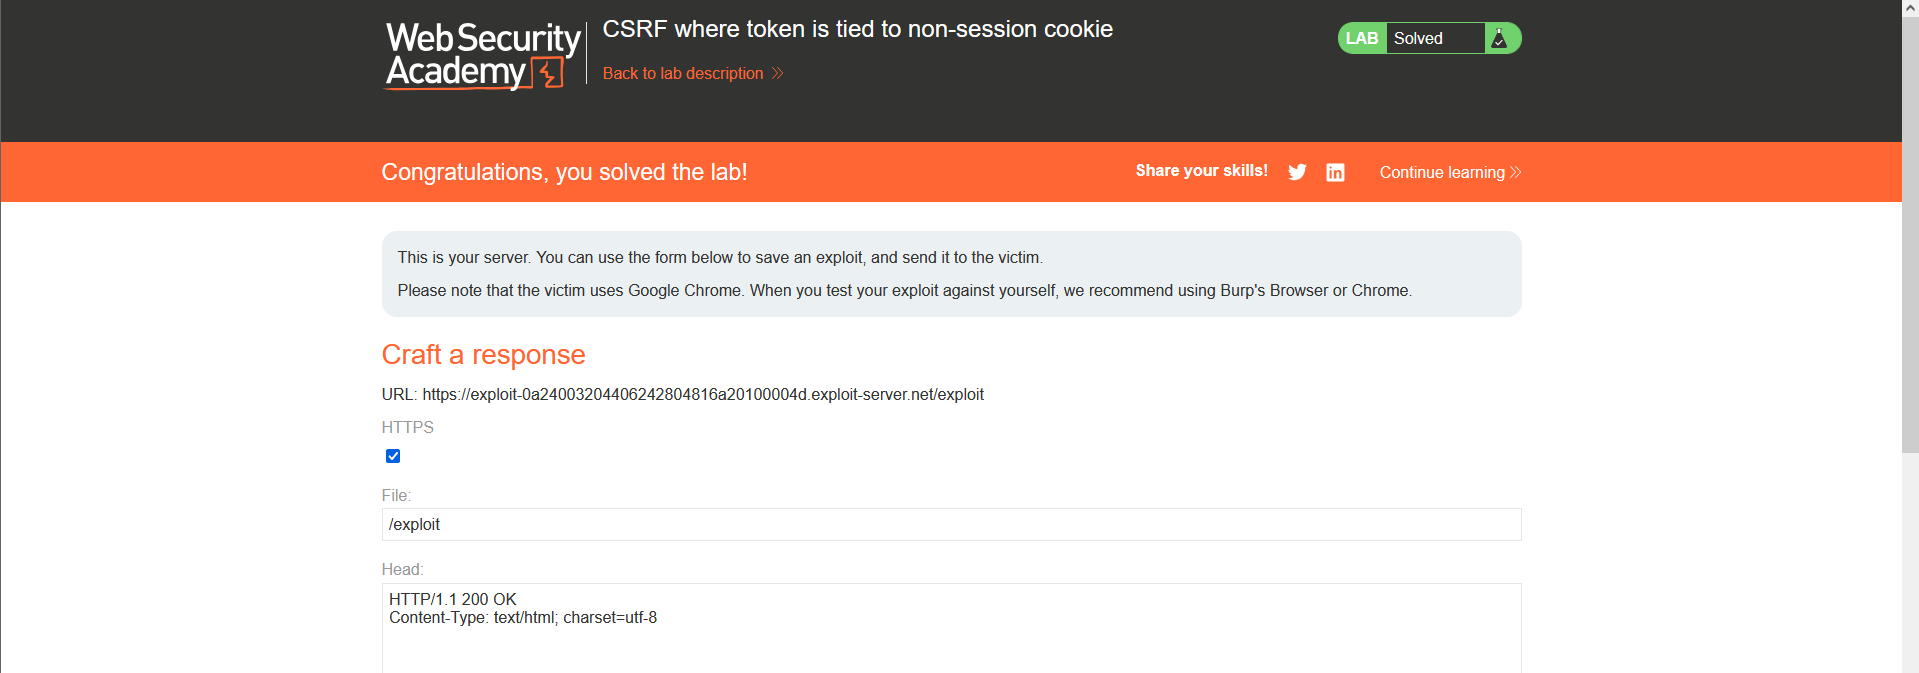 Web Security
Academy
CSRF where token is tied to non-session cookie
Back to lab description
LAB Solved
Congratulations, you solved the lab!
Share your skills!
Continue learning
This is your server. You can use the form below to save an exploit, and send it to the victim.
Please note that the victim uses Google Chrome. When you test your exploit against yourself, we recommend using Burp's Browser or Chrome.
Craft a response
URL: https://exploit-0a24003204406242804816a20100004d.exploit-server.net/exploit
HTTPS
File:
/exploit
Head:
HTTP/1.1 200 OK
Content-Type: text/html; charset=utf-8